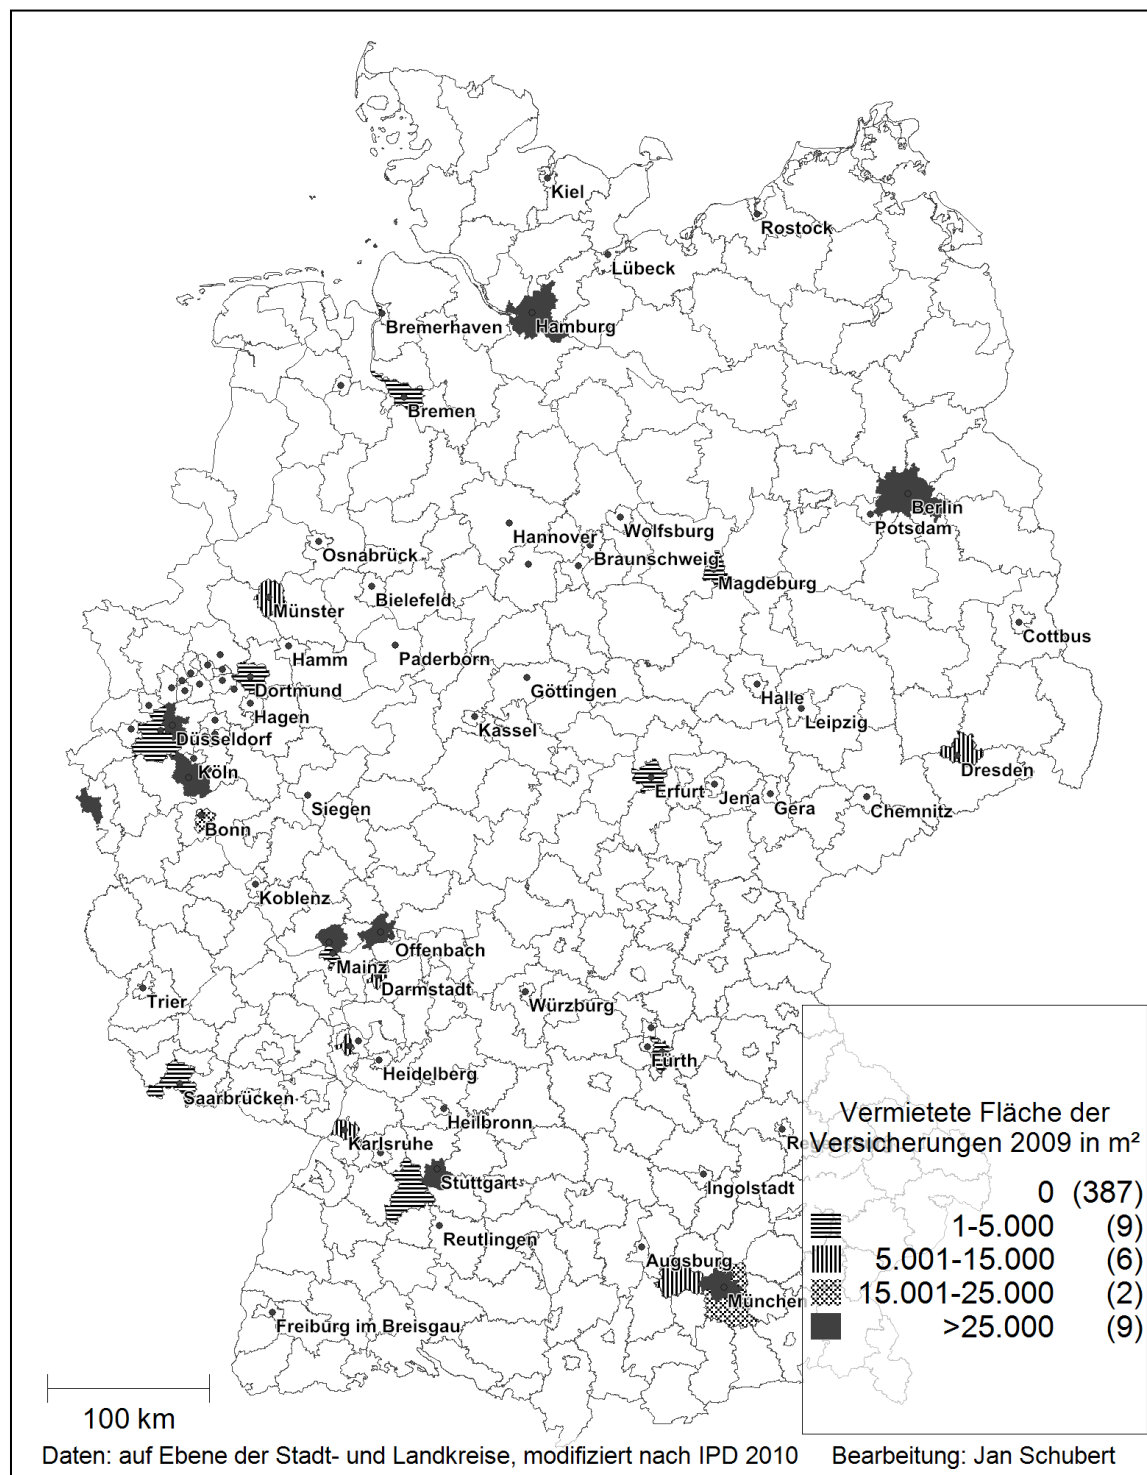 Kiel
Rostock
Lübeck
Bremerhaven
Hamburg
Bremen
Berlin
Potsdam
Wolfsburg
Hannover
Braunschweig
Osnabrück
Magdeburg
Bielefeld
Münster
Cottbus
Hamm
Paderborn
Dortmund
Göttingen
Halle
Hagen
Leipzig
Kassel
Düsseldorf
Dresden
Köln
Erfurt
Jena
Gera
Chemnitz
Siegen
Bonn
Koblenz
Offenbach
Mainz
Darmstadt
Trier
Würzburg
Fürth
Heidelberg
Saarbrücken
Heilbronn
Karlsruhe
Stuttgart
Ingolstadt
Reutlingen
Augsburg
München
Freiburg im Breisgau
Vermietete Fläche der
Versicherungen 2009 in m²
0 (387)
1-5.000 (9)
5.001-15.000 (6)
15.001-25.000 (2)
>25.000 (9)
100 km
Daten: auf Ebene der Stadt- und Landkreise, modifiziert nach IPD 2010 Bearbeitung: Jan Schubert